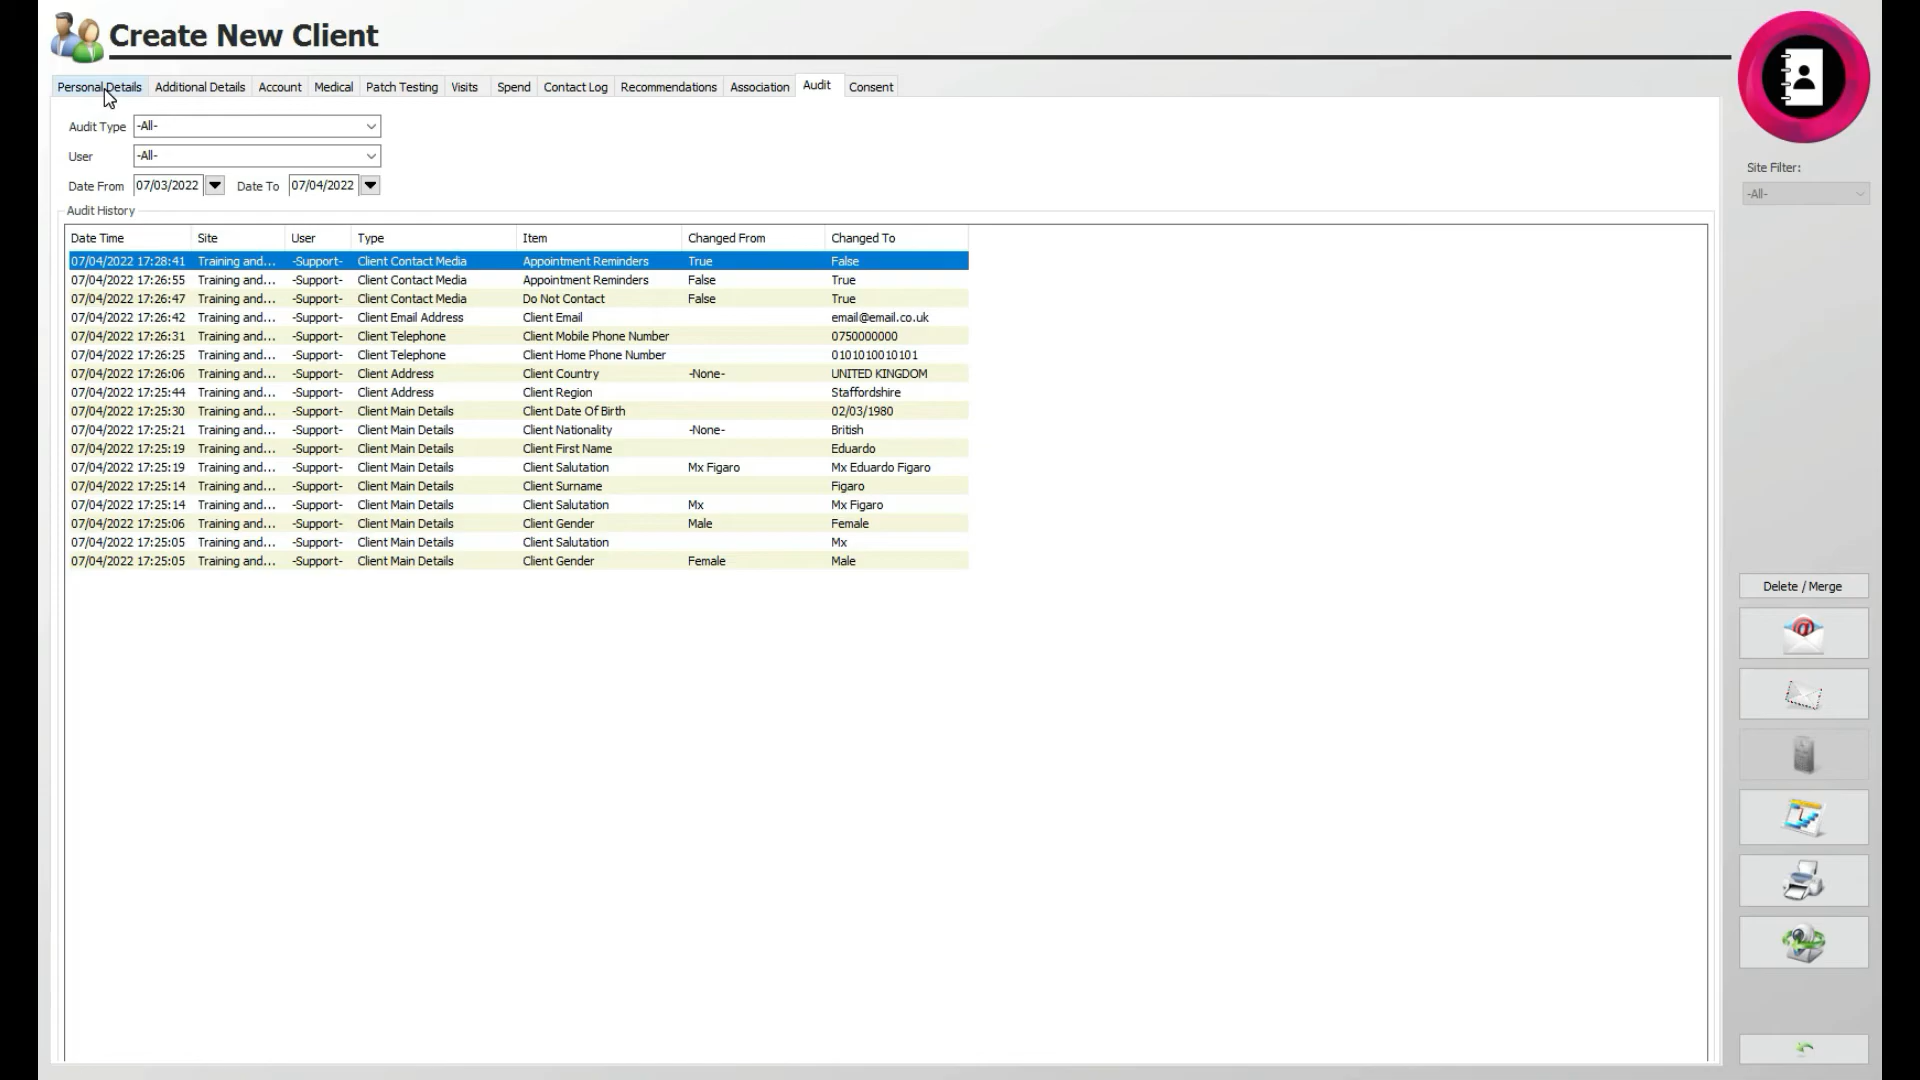 Create New Client
Personal Details Additional Details Account Medical Patch Testing Visits Spend Contact Log Recommendations Association Audit Consent
Audit Type -All-
User -All-
Date From 07/03/2022 Date To 07/04/2022
Site Filter:
-All-
Audit History
Date Time Site User Type Item Changed From Changed To
07/04/2022 17:28:41 Training and... -Support- Client Contact Media Appointment Reminders True False
07/04/2022 17:26:55 Training and... -Support- Client Contact Media Appointment Reminders False True
07/04/2022 17:26:47 Training and... -Support- Client Contact Media Do Not Contact False True
07/04/2022 17:26:42 Training and... -Support- Client Email Address Client Email email@email.co.uk
07/04/2022 17:26:31 Training and... -Support- Client Telephone Client Mobile Phone Number 0750000000
07/04/2022 17:26:25 Training and... -Support- Client Telephone Client Home Phone Number 0101010010101
07/04/2022 17:26:06 Training and... -Support- Client Address Client Country -None- UNITED KINGDOM
07/04/2022 17:25:44 Training and... -Support- Client Address Client Region Staffordshire
07/04/2022 17:25:30 Training and... -Support- Client Main Details Client Date Of Birth 02/03/1980
07/04/2022 17:25:21 Training and... -Support- Client Main Details Client Nationality -None- British
07/04/2022 17:25:19 Training and... -Support- Client Main Details Client First Name Eduardo
07/04/2022 17:25:19 Training and... -Support- Client Main Details Client Salutation Mx Figaro Mx Eduardo Figaro
07/04/2022 17:25:14 Training and... -Support- Client Main Details Client Surname Figaro
07/04/2022 17:25:14 Training and... -Support- Client Main Details Client Salutation Mx Mx Figaro
07/04/2022 17:25:06 Training and... -Support- Client Main Details Client Gender Male Female
07/04/2022 17:25:05 Training and... -Support- Client Main Details Client Salutation Mx
07/04/2022 17:25:05 Training and... -Support- Client Main Details Client Gender Female Male
Delete / Merge